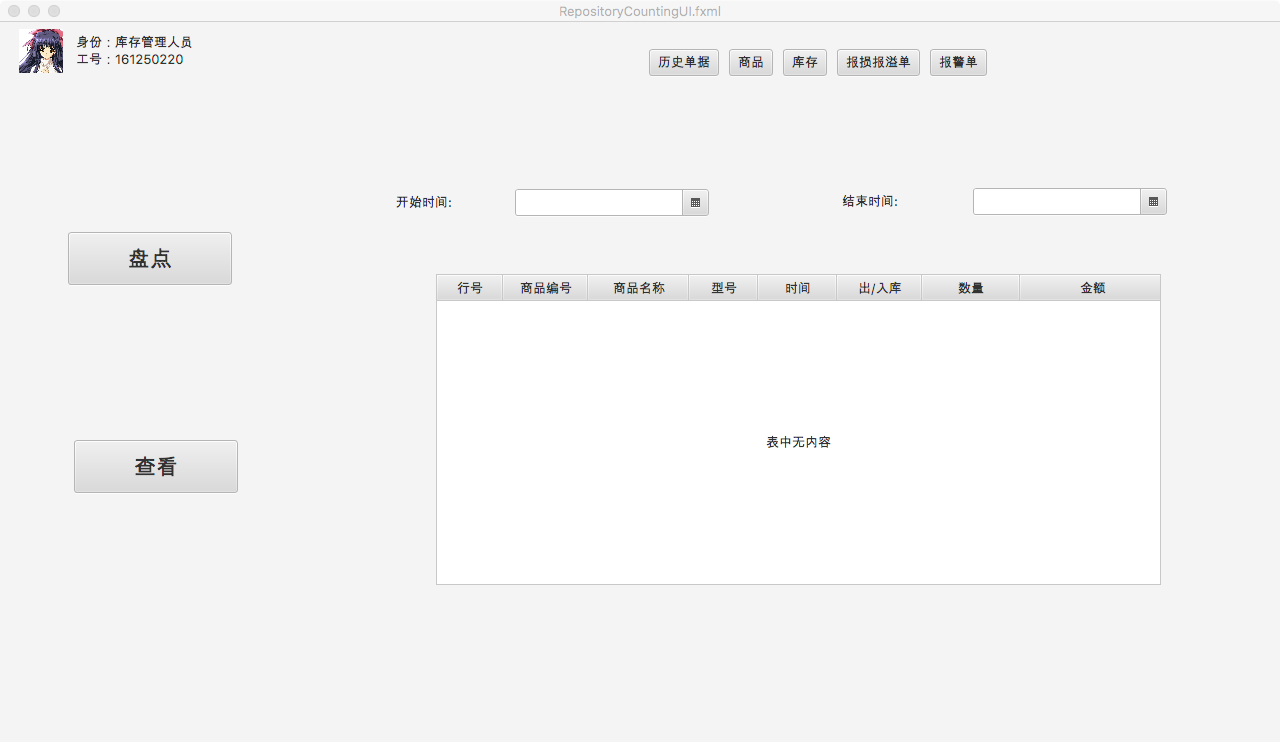 RepositoryCountingUI.fxml
身份：库存管理人员
工号：161250220
历史单据 商品 库存 报损报溢单 报警单
开始时间: 结束时间:
盘点
行号 商品编号 商品名称 型号 时间 出/入库 数量 金额
表中无内容
查看